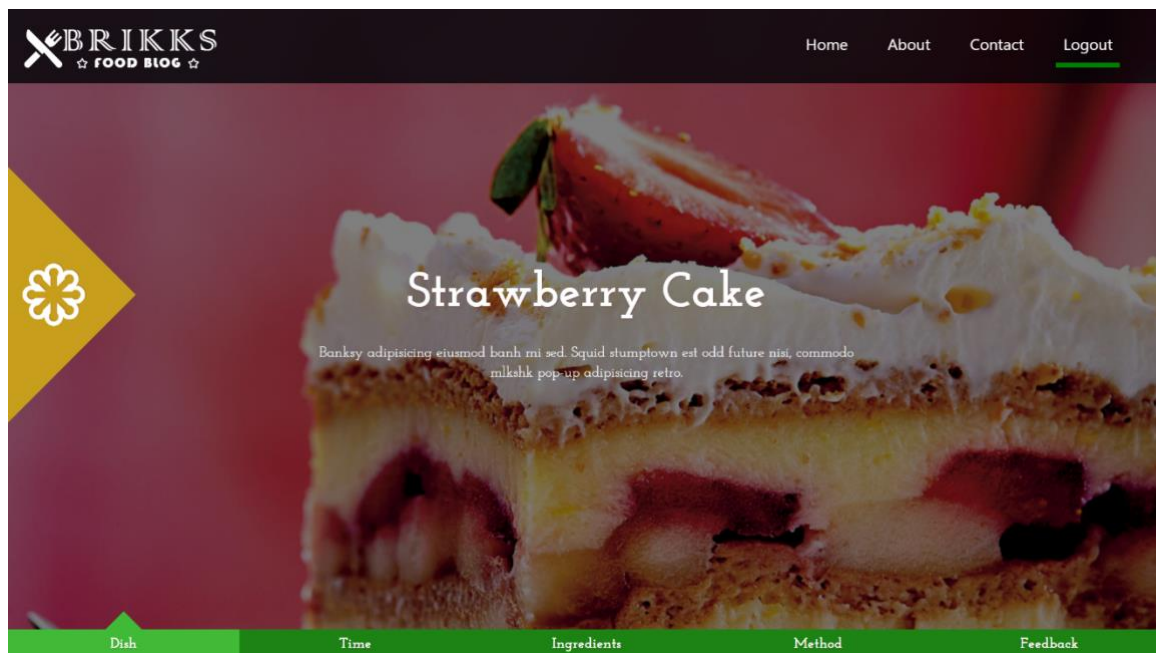 BRIKKS
☆ FOOD BLOG ☆
Home About Contact Logout
Strawberry Cake
Banksy adipisicing eiusmod banh mi sed. Squid stumptown est odd future nisi, commodo
mlkshk pop-up adipisicing retro.
Dish Time Ingredients Method Feedback